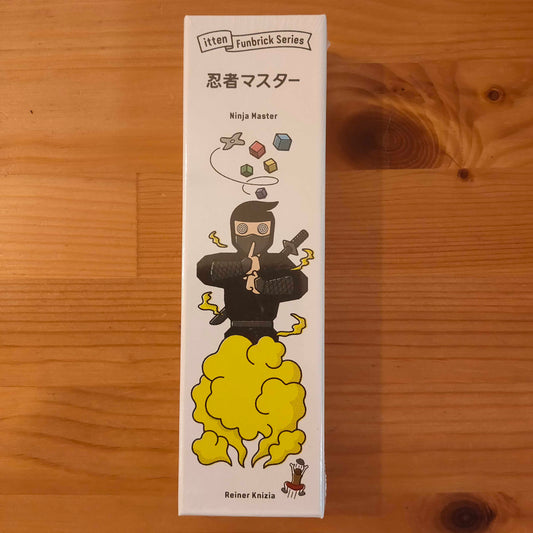 itten Funbrick Series
忍者マスター
Ninja Master
Reiner Knizia